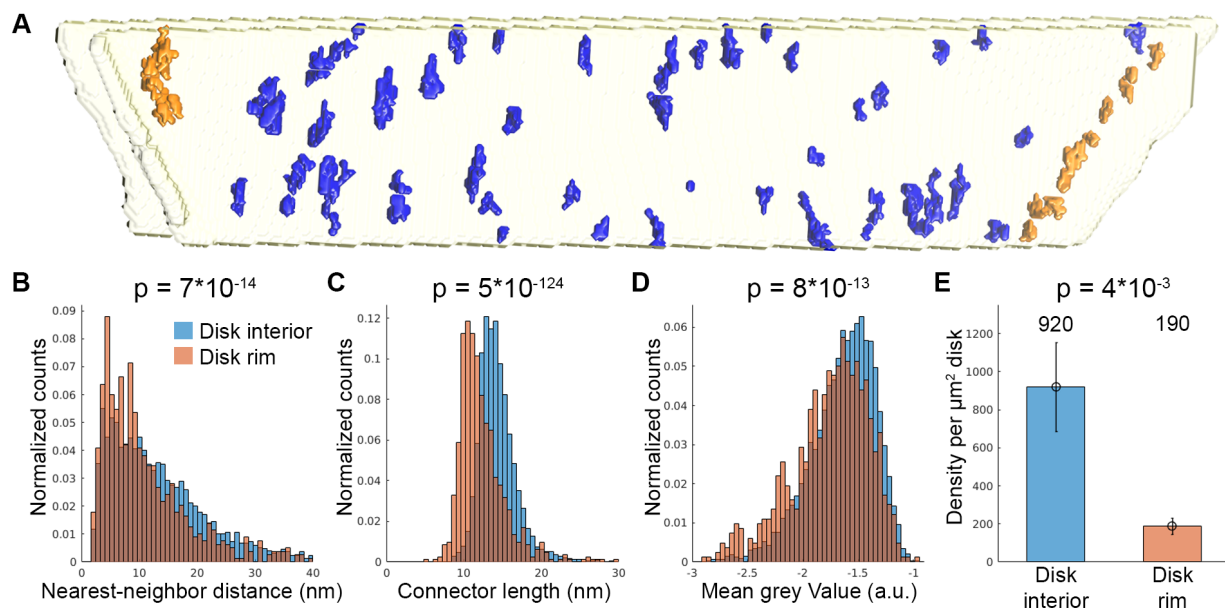 A
B
p = 7*10⁻¹⁴
Normalized counts
0.09
0.08
0.07
0.06
0.05
0.04
0.03
0.02
0.01
0
0
10
20
30
40
Nearest-neighbor distance (nm)
Disk interior
Disk rim
C
p = 5*10⁻¹²⁴
Normalized counts
0.12
0.1
0.08
0.06
0.04
0.12
0
0
10
20
30
Connector length (nm)
D
p = 8*10⁻¹³
Normalized counts
0.06
0.05
0.04
0.03
0.02
0.01
0
-3
-2.5
-2
-1.5
-1
Mean grey Value (a.u.)
E
p = 4*10⁻³
Density per µm² disk
1200
1000
800
600
400
200
0
920
190
Disk
interior
Disk
rim